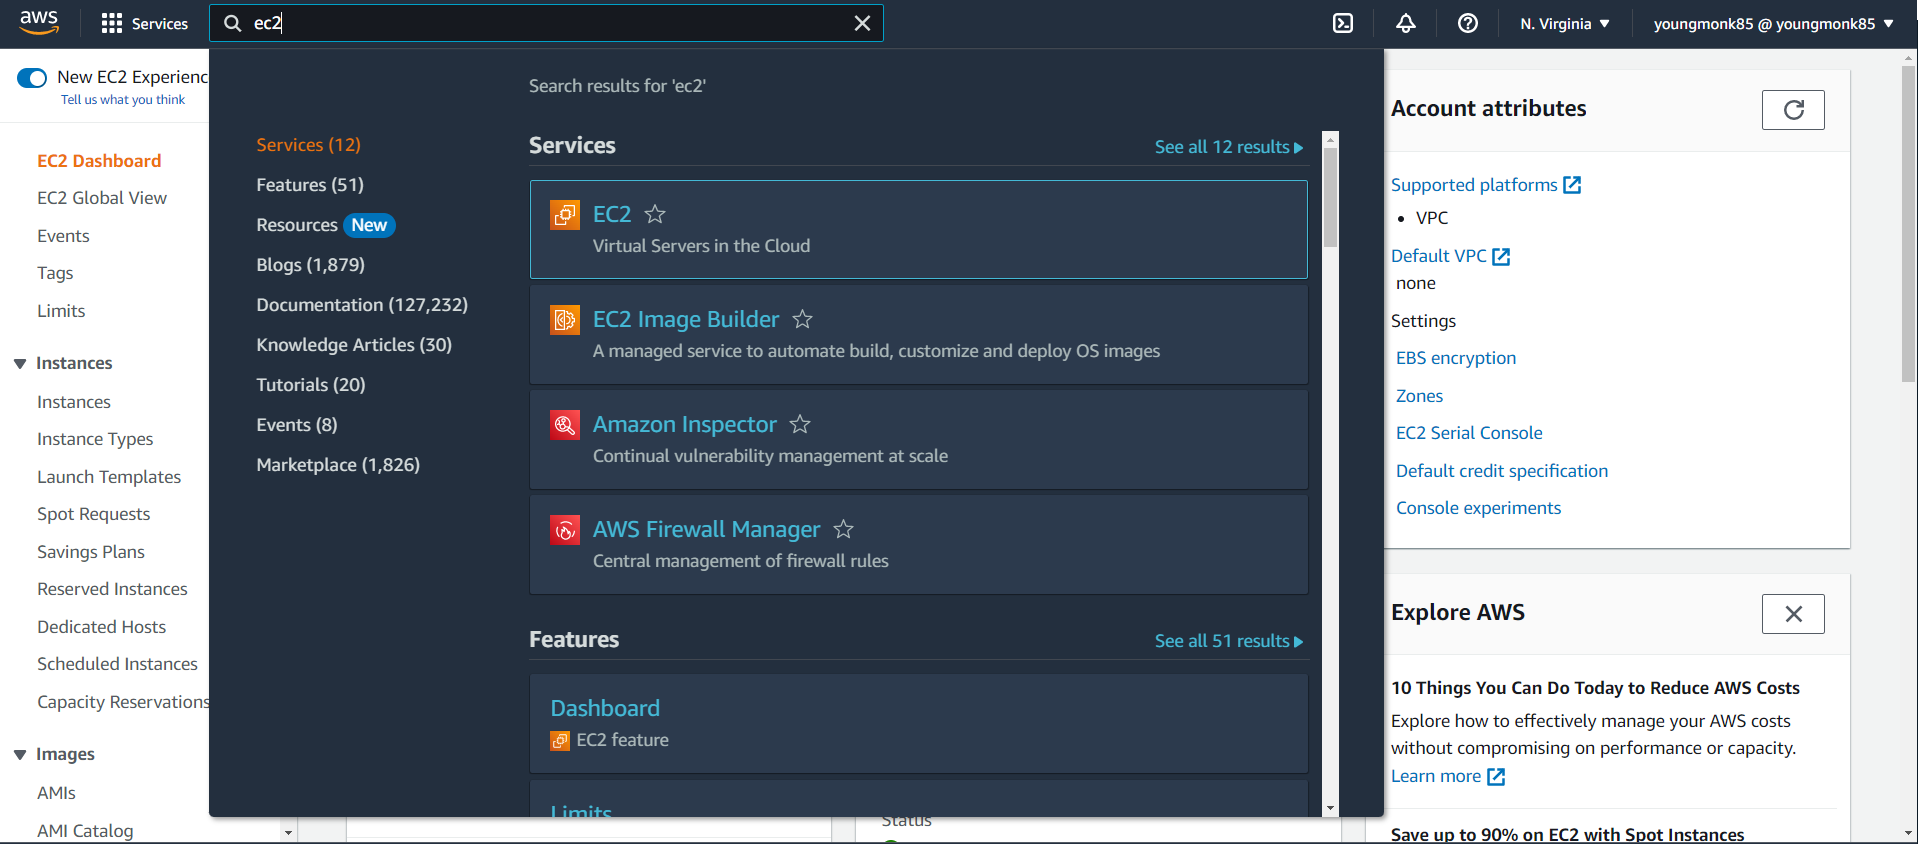 aws
Services
ec2
N. Virginia
youngmonk85 @ youngmonk85
New EC2 Experienc
Tell us what you think
EC2 Dashboard
EC2 Global View
Events
Tags
Limits
Instances
Instances
Instance Types
Launch Templates
Spot Requests
Savings Plans
Reserved Instances
Dedicated Hosts
Scheduled Instances
Capacity Reservations
Images
AMIs
AMI Catalog
Search results for 'ec2'
Services (12)
Features (51)
Resources New
Blogs (1,879)
Documentation (127,232)
Knowledge Articles (30)
Tutorials (20)
Events (8)
Marketplace (1,826)
Services
See all 12 results
EC2
Virtual Servers in the Cloud
EC2 Image Builder
A managed service to automate build, customize and deploy OS images
Amazon Inspector
Continual vulnerability management at scale
AWS Firewall Manager
Central management of firewall rules
Features
See all 51 results
Dashboard
EC2 feature
Limits
Status
Account attributes
Supported platforms
• VPC
Default VPC
none
Settings
EBS encryption
Zones
EC2 Serial Console
Default credit specification
Console experiments
Explore AWS
10 Things You Can Do Today to Reduce AWS Costs
Explore how to effectively manage your AWS costs
without compromising on performance or capacity.
Learn more
Save up to 90% on EC2 with Spot Instances